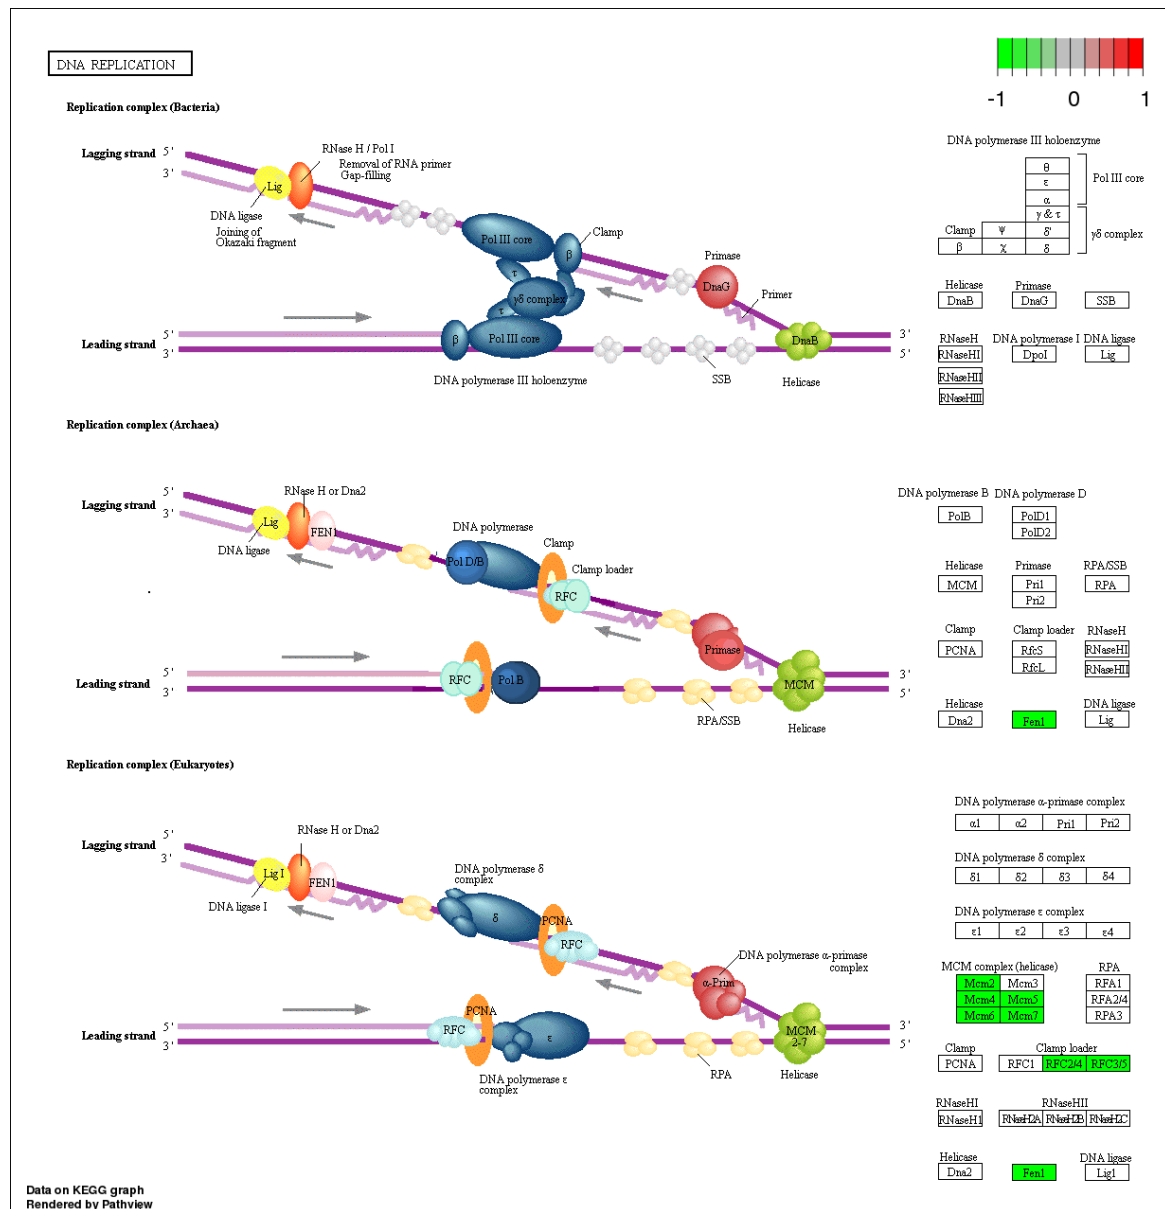 DNA REPLICATION
-1 0 1
Replication complex (Bacteria)
Lagging strand 5'
3'
RNase H / Pol I
Removal of RNA primer
Gap-filling
Lig
DNA ligase
Joining of
Okazaki fragment
Pol III core
Clamp
β
τ
γδ complex
τ
Primase
DnaG
Primer
5'
Leading strand 3'
β
Pol III core
DnaB
3'
5'
SSB
DNA polymerase III holoenzyme
Helicase
DNA polymerase III holoenzyme
θ
ε
α
Pol III core
γ & τ
Clamp ψ δ'
β χ δ
γδ complex
Helicase Primase
DnaB DnaG SSB
RNaseH DNA polymerase I DNA ligase
RNaseHI DpoI Lig
RNaseHII
RNaseHIII
Replication complex (Archaea)
Lagging strand 5'
3'
RNase H or Dna2
Lig
FEN1
DNA ligase
DNA polymerase
Pol D/B
Clamp
Clamp loader
RFC
Primase
5'
Leading strand 3'
RFC
Pol B
MCM
3'
5'
RPA/SSB
Helicase
DNA polymerase B DNA polymerase D
PolB PolD1
PolD2
Helicase Primase RPA/SSB
MCM Pri1 RPA
Pri2
Clamp Clamp loader RNaseH
PCNA RfcS RNaseHI
RfcL RNaseHII
Helicase DNA ligase
Dna2 Fen1 Lig
Replication complex (Eukaryotes)
Lagging strand 5'
3'
RNase H or Dna2
Lig I
FEN1
DNA ligase I
DNA polymerase δ
complex
δ
PCNA
RFC
DNA polymerase α-primase
complex
α-Prim
5'
Leading strand 3'
RFC
PCNA
ε
MCM
2-7
3'
5'
RPA
Helicase
DNA polymerase ε
complex
DNA polymerase α-primase complex
α1 α2 Pri1 Pri2
DNA polymerase δ complex
δ1 δ2 δ3 δ4
DNA polymerase ε complex
ε1 ε2 ε3 ε4
MCM complex (helicase) RPA
Mcm2 Mcm3 RFA1
Mcm4 Mcm5 RFA2/4
Mcm6 Mcm7 RPA3
Clamp Clamp loader
PCNA RFC1 RFC2/4 RFC3/5
RNaseHI RNaseHII
RNaseH1 RNaseH2A RNaseH2B RNaseH2C
Helicase DNA ligase
Dna2 Fen1 Lig1
Data on KEGG graph
Rendered by Pathview